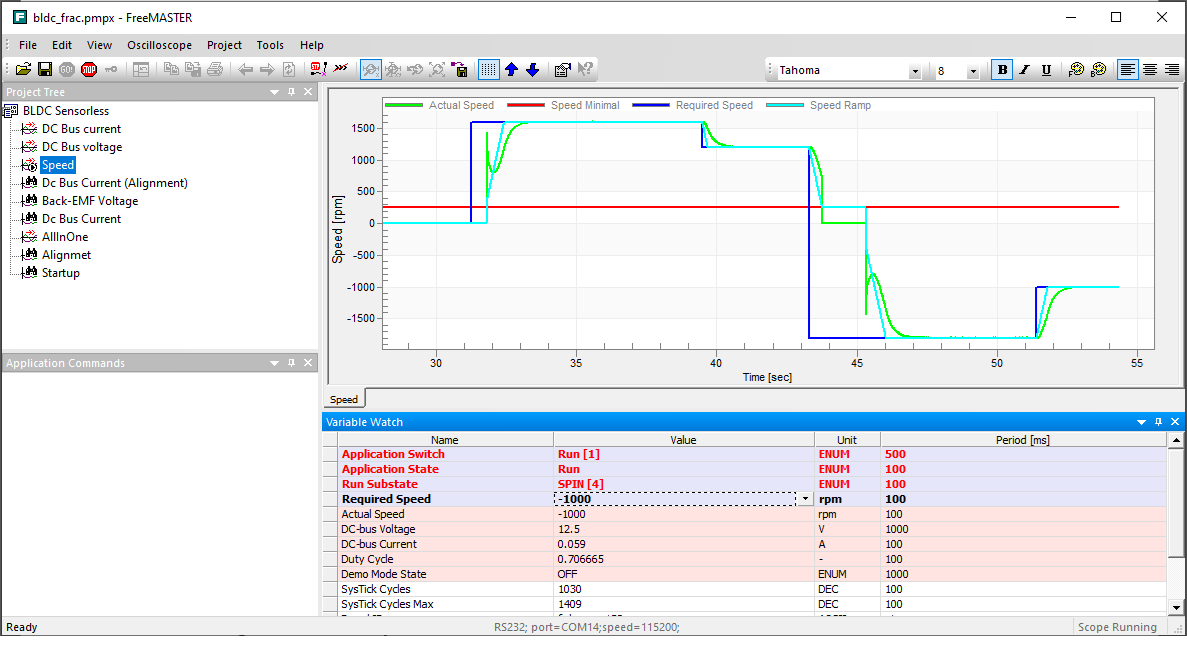 bldc_frac.pmpx - FreeMASTER
File Edit View Oscilloscope Project Tools Help
GO! STOP Tahoma 8 B I U
Project Tree
BLDC Sensorless
DC Bus current
DC Bus voltage
Speed
Dc Bus Current (Alignment)
Back-EMF Voltage
Dc Bus Current
AllInOne
Alignmet
Startup
Application Commands
Actual Speed Speed Minimal Required Speed Speed Ramp
1500
1000
500
0
-500
-1000
-1500
Speed [rpm]
30 35 40 45 50 55
Time [sec]
Speed
Variable Watch
Name Value Unit Period [ms]
Application Switch Run [1] ENUM 500
Application State Run ENUM 100
Run Substate SPIN [4] ENUM 100
Required Speed -1000 rpm 100
Actual Speed -1000 rpm 100
DC-bus Voltage 12.5 V 1000
DC-bus Current 0.059 A 100
Duty Cycle 0.706665 - 100
Demo Mode State OFF ENUM 1000
SysTick Cycles 1030 DEC 100
SysTick Cycles Max 1409 DEC 100
Ready RS232; port=COM14;speed=115200; Scope Running